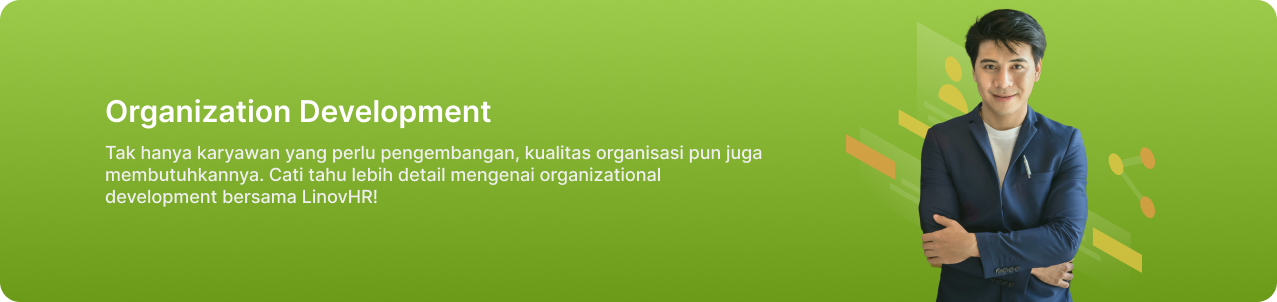 Organization Development
Tak hanya karyawan yang perlu pengembangan, kualitas organisasi pun juga
membutuhkannya. Cati tahu lebih detail mengenai organizational
development bersama LinovHR!